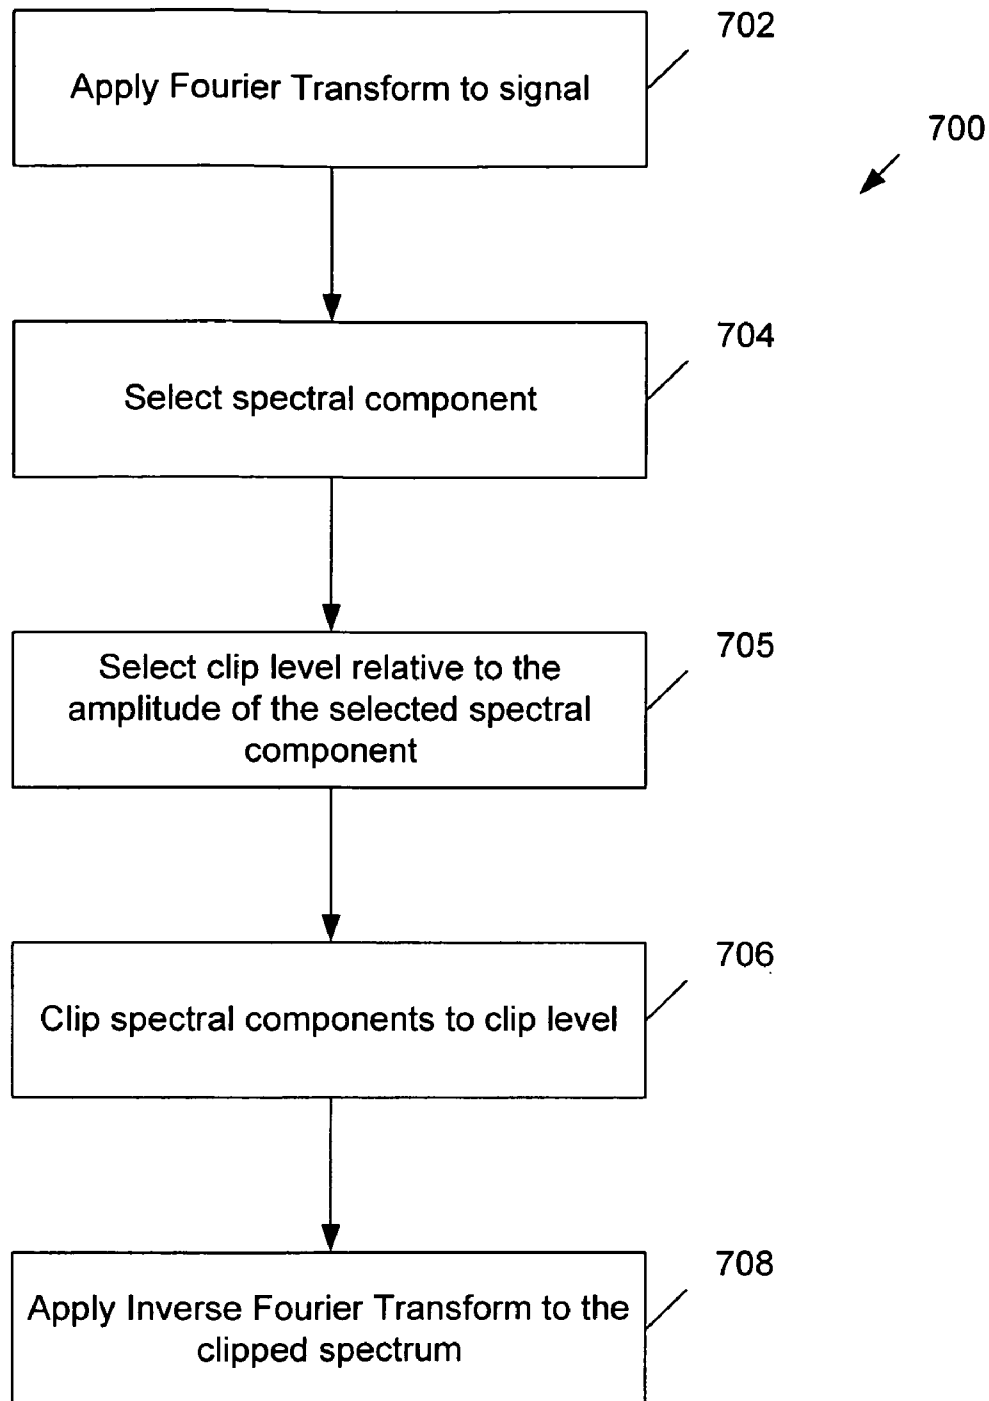 702
Apply Fourier Transform to signal
700
704
Select spectral component
705
Select clip level relative to the
amplitude of the selected spectral
component
706
Clip spectral components to clip level
708
Apply Inverse Fourier Transform to the
clipped spectrum